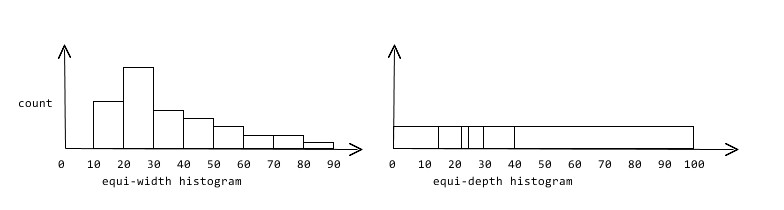 count
0 10 20 30 40 50 60 70 80 90
equi-width histogram
0 10 20 30 40 50 60 70 80 90 100
equi-depth histogram